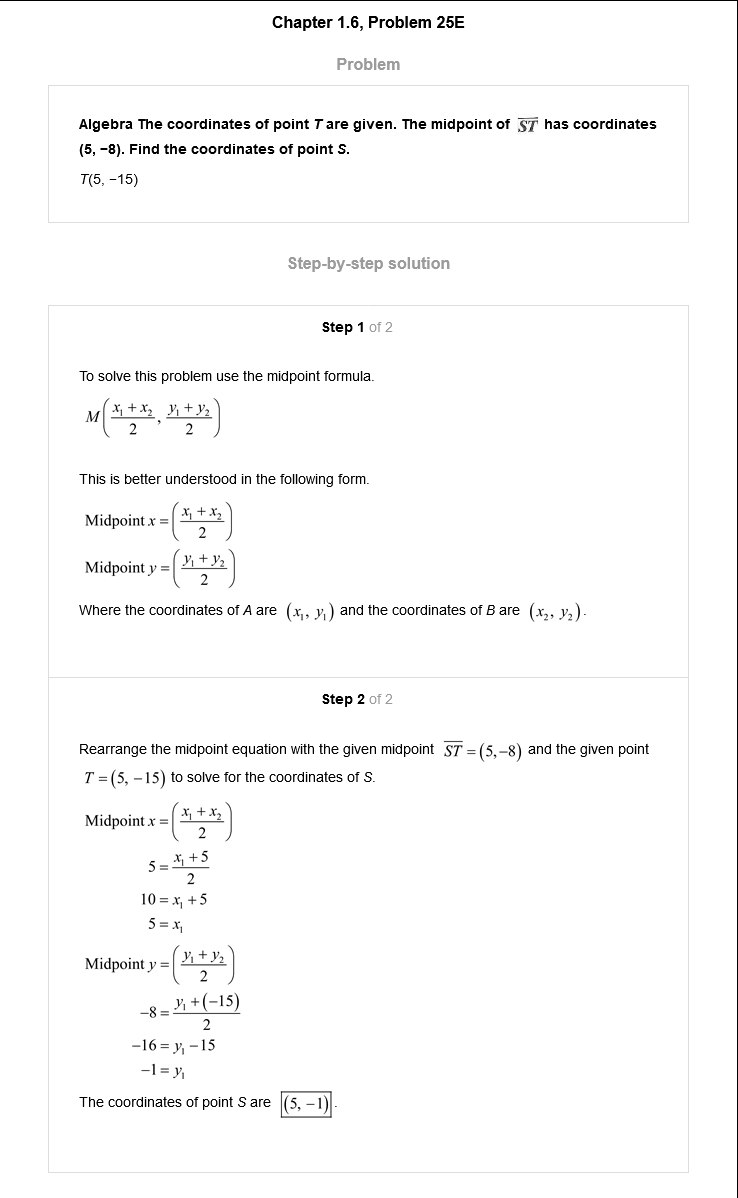 Chapter 1.6, Problem 25E
Problem
Algebra The coordinates of point T are given. The midpoint of \overline{ST} has coordinates
(5, −8). Find the coordinates of point S.
T(5, −15)
Step-by-step solution
Step 1 of 2
To solve this problem use the midpoint formula.
M\left(\frac{x_1 + x_2}{2}, \frac{y_1 + y_2}{2}\right)
This is better understood in the following form.
Midpoint x = \left(\frac{x_1 + x_2}{2}\right)
Midpoint y = \left(\frac{y_1 + y_2}{2}\right)
Where the coordinates of A are (x_1, y_1) and the coordinates of B are (x_2, y_2).
Step 2 of 2
Rearrange the midpoint equation with the given midpoint \overline{ST} = (5, −8) and the given point
T = (5, −15) to solve for the coordinates of S.
Midpoint x = \left(\frac{x_1 + x_2}{2}\right)
5 = \frac{x_1 + 5}{2}
10 = x_1 + 5
5 = x_1
Midpoint y = \left(\frac{y_1 + y_2}{2}\right)
−8 = \frac{y_1 + (−15)}{2}
−16 = y_1 − 15
−1 = y_1
The coordinates of point S are (5, −1).